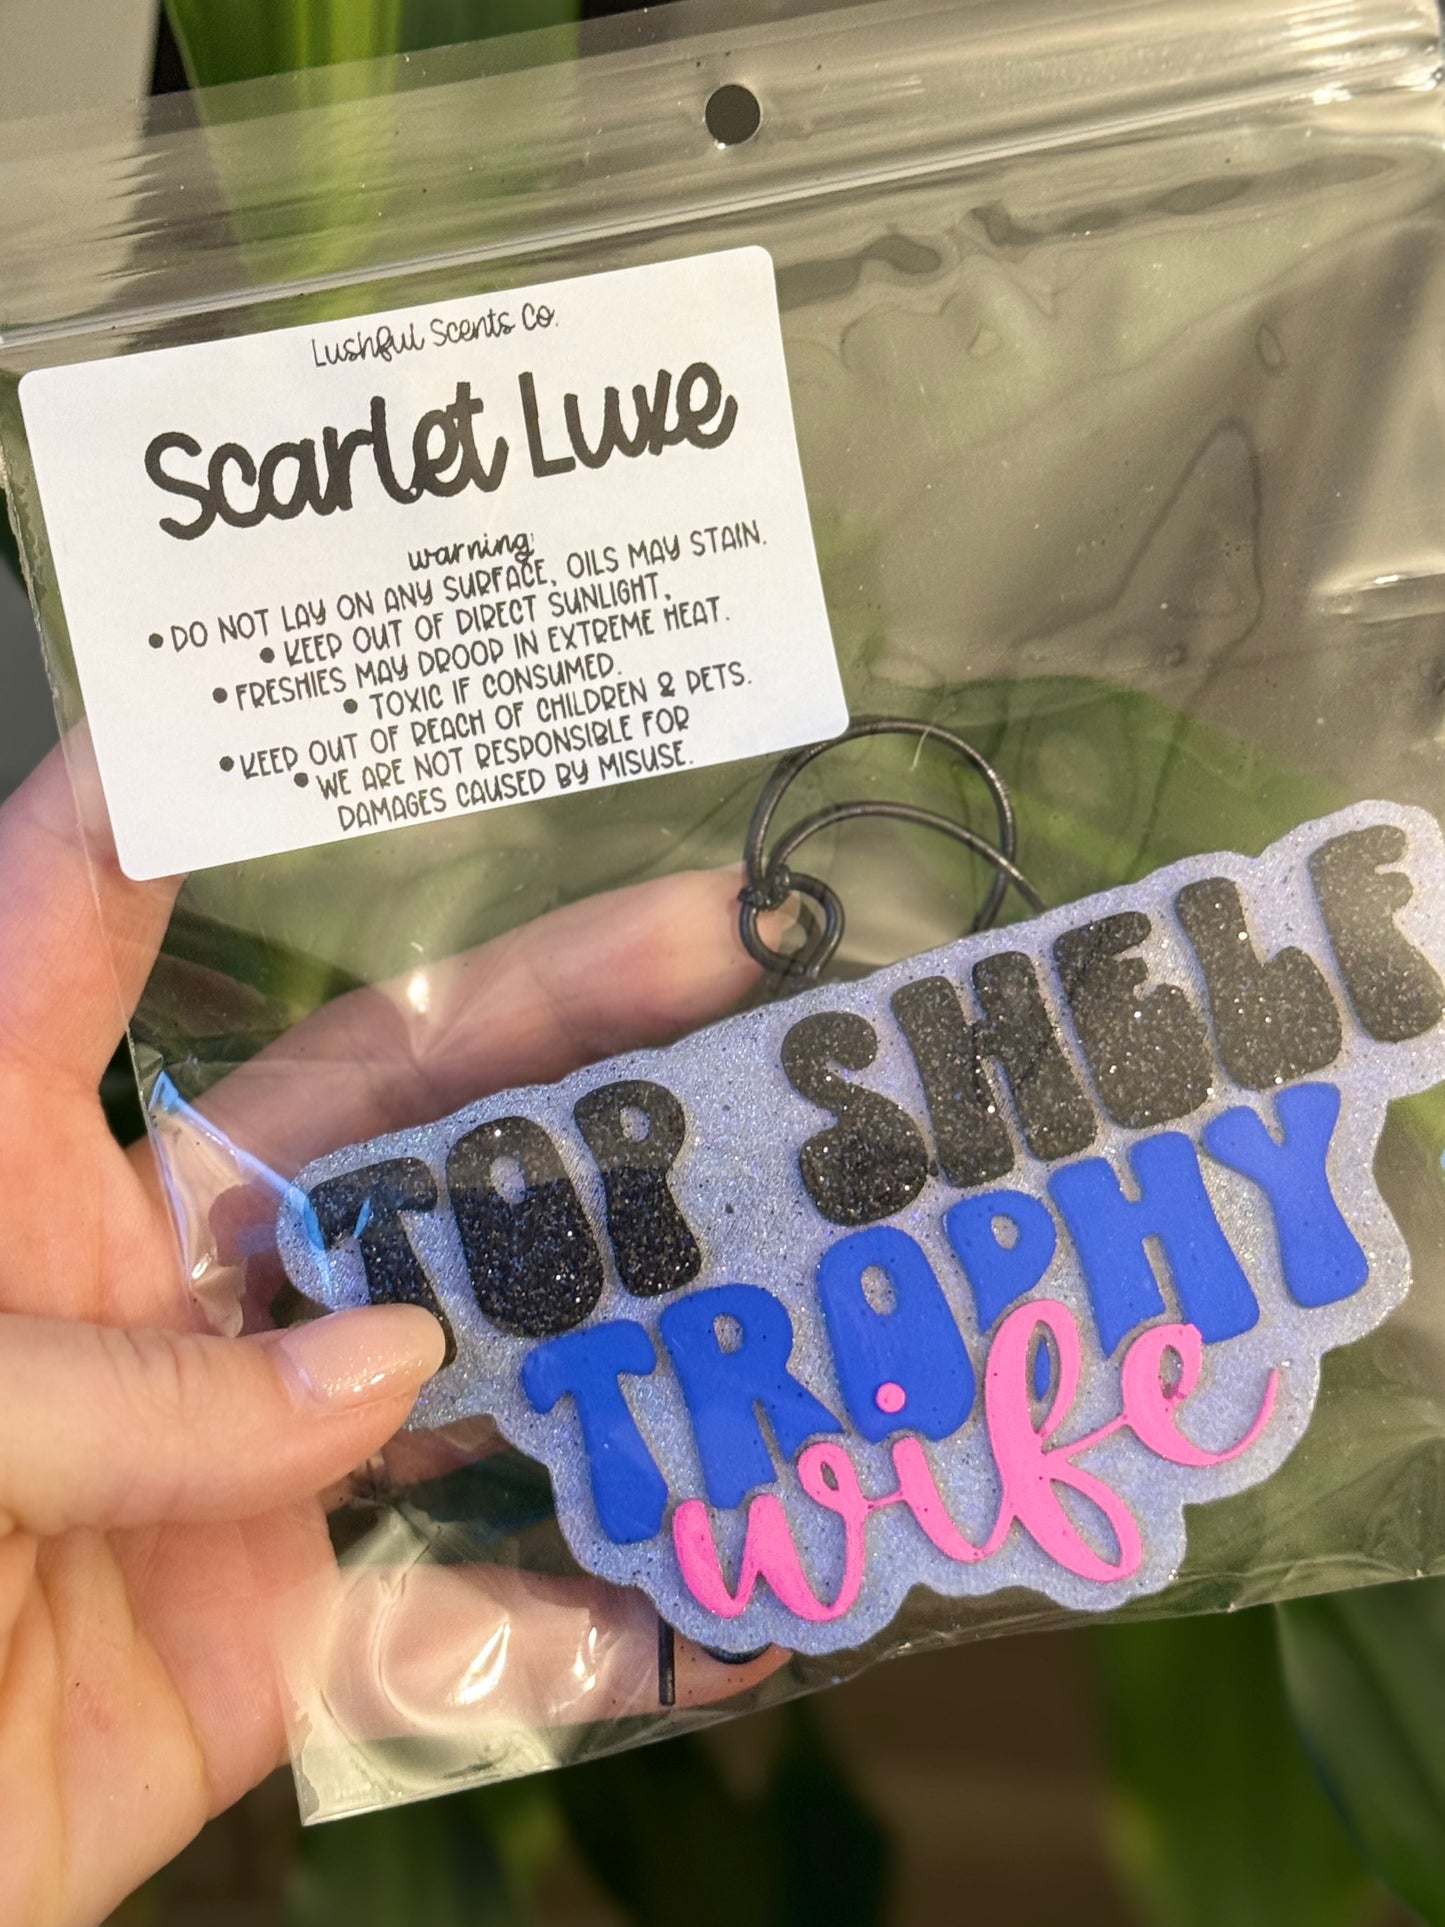 Lushful Scents Co.
Scarlet Luxe
warning:
• DO NOT LAY ON ANY SURFACE, OILS MAY STAIN.
• KEEP OUT OF DIRECT SUNLIGHT,
• FRESHIES MAY DROOP IN EXTREME HEAT.
• TOXIC IF CONSUMED.
• KEEP OUT OF REACH OF CHILDREN & PETS.
• WE ARE NOT RESPONSIBLE FOR
DAMAGES CAUSED BY MISUSE.
TOP SHELF
TROPHY
wife